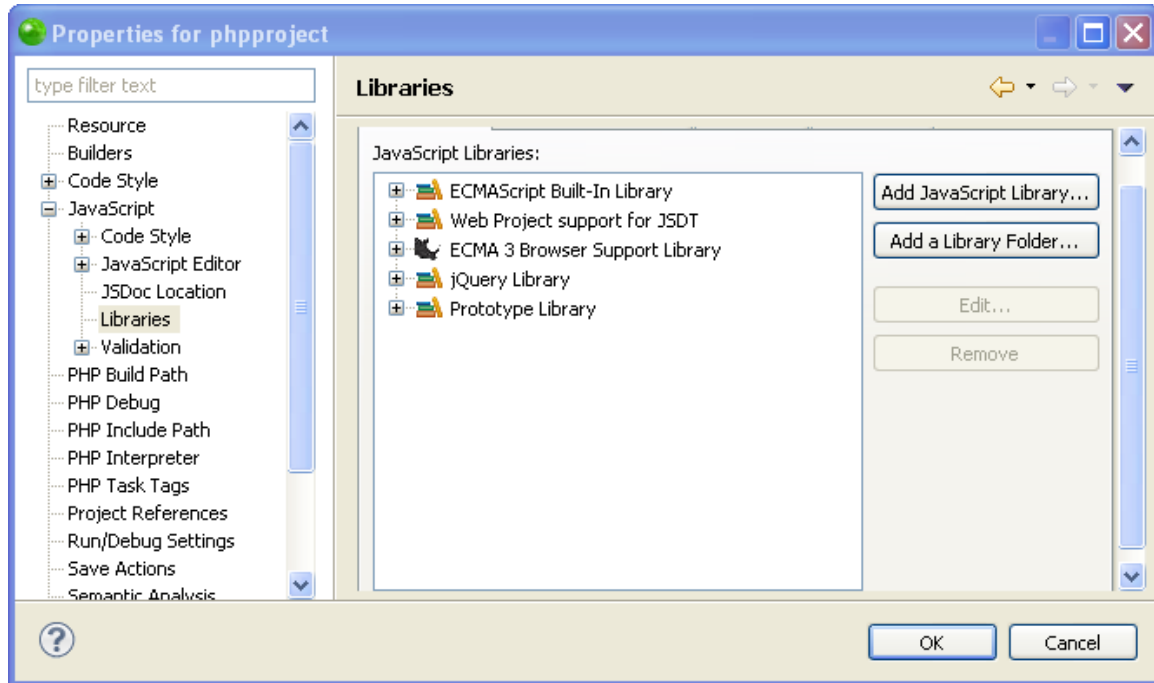 Properties for phpproject
type filter text
Resource
Builders
Code Style
JavaScript
Code Style
JavaScript Editor
JSDoc Location
Libraries
Validation
PHP Build Path
PHP Debug
PHP Include Path
PHP Interpreter
PHP Task Tags
Project References
Run/Debug Settings
Save Actions
Semantic Analysis
Libraries
JavaScript Libraries:
ECMAScript Built-In Library
Web Project support for JSDT
ECMA 3 Browser Support Library
jQuery Library
Prototype Library
Add JavaScript Library...
Add a Library Folder...
Edit...
Remove
?
OK
Cancel